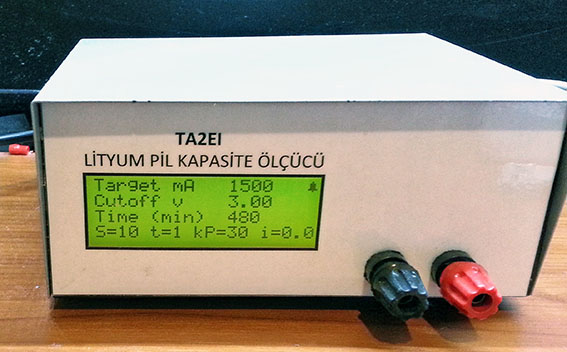 TA2EI
LİTYUM PİL KAPASİTE ÖLÇÜCÜ
Target mA 1500
Cutoff v 3.00
Time (min) 480
S=10 t=1 kP=30 i=0.0